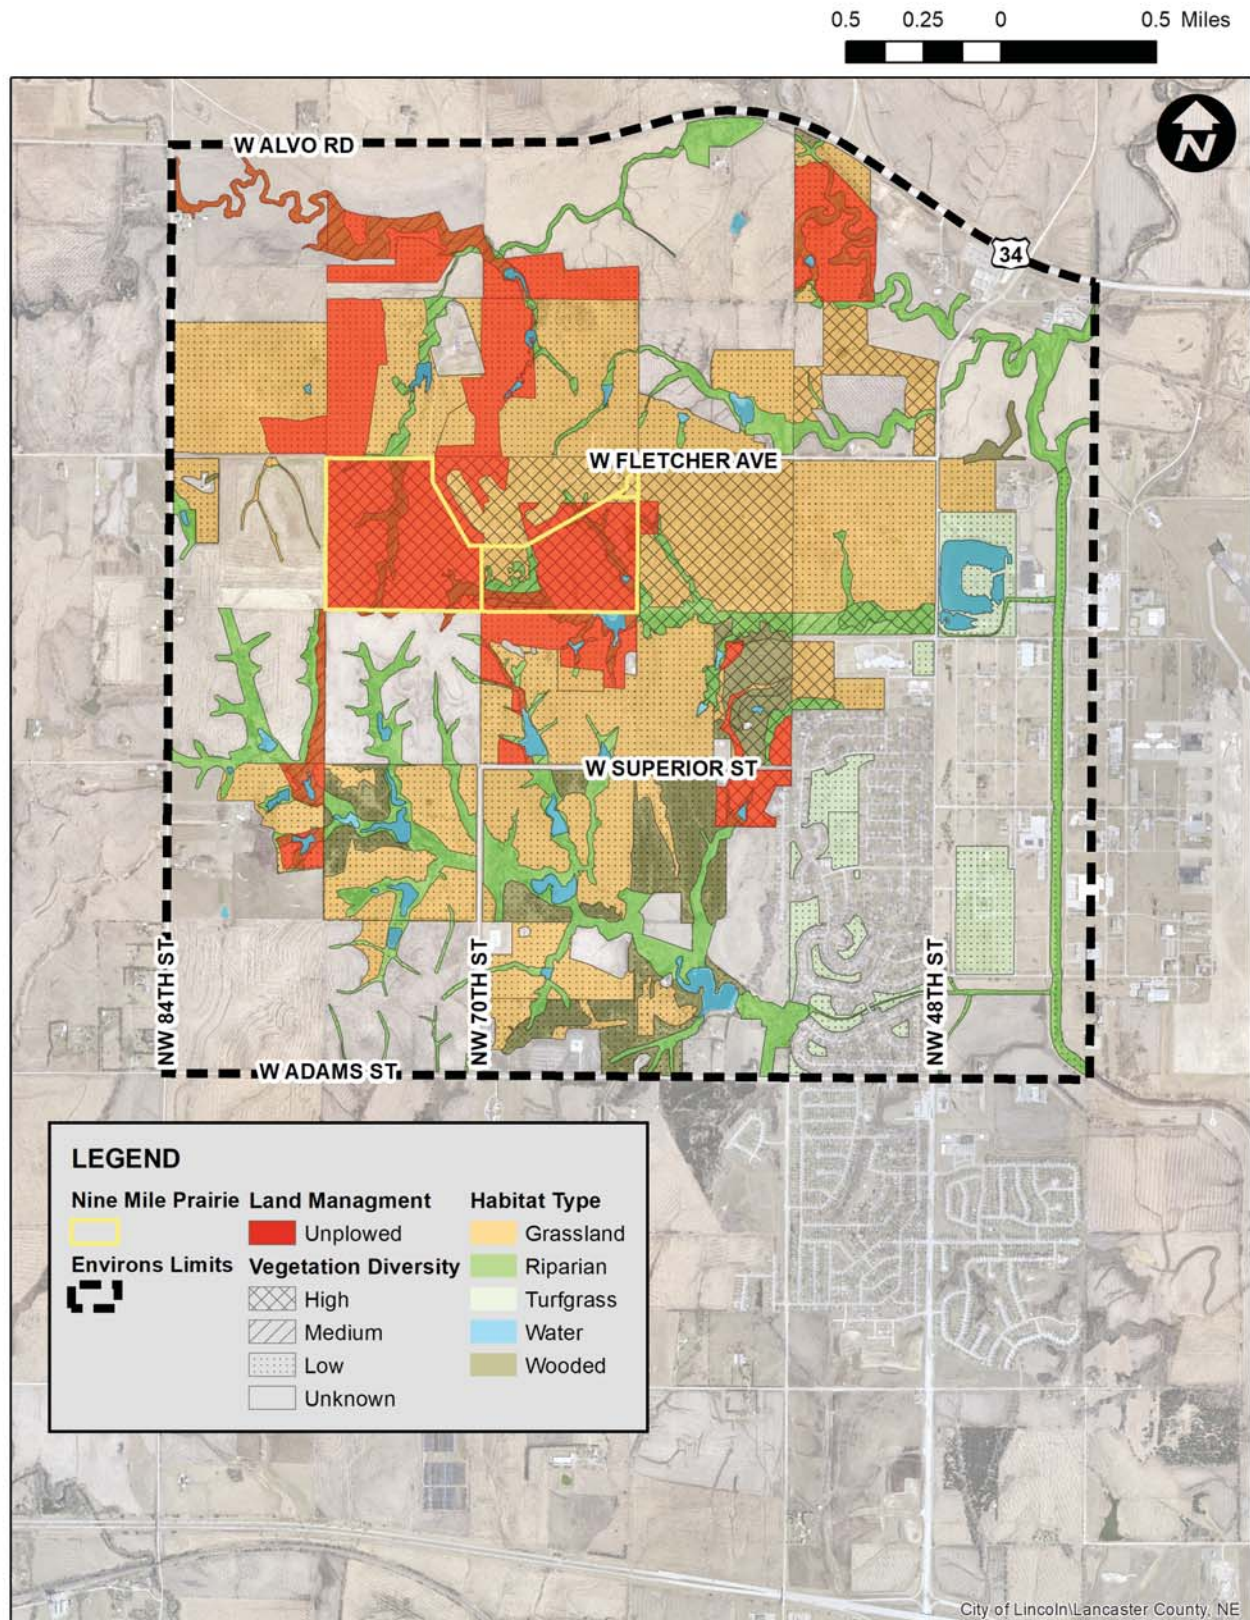 0.5 0.25 0 0.5 Miles
N
W ALVO RD
34
W FLETCHER AVE
W SUPERIOR ST
NW 84TH ST
NW 70TH ST
NW 48TH ST
W ADAMS ST
LEGEND
Nine Mile Prairie
Environs Limits
Land Managment
Unplowed
Vegetation Diversity
High
Medium
Low
Unknown
Habitat Type
Grassland
Riparian
Turfgrass
Water
Wooded
City of Lincoln\Lancaster County, NE